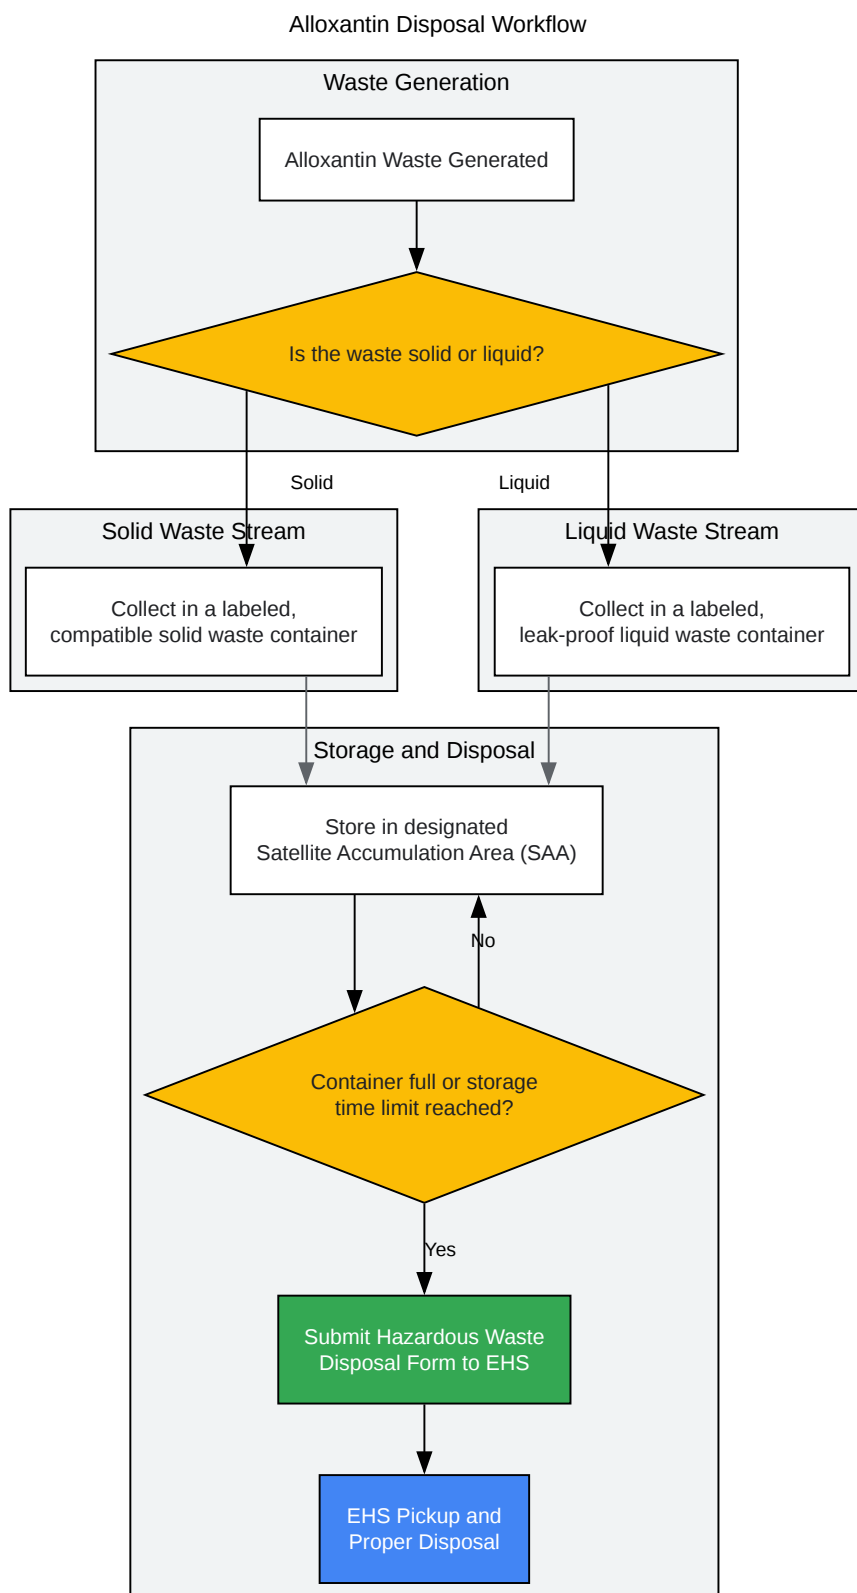 Alloxantin Disposal Workflow
Waste Generation
Alloxantin Waste Generated
Is the waste solid or liquid?
Solid
Liquid
Solid Waste Stream
Liquid Waste Stream
Collect in a labeled,
compatible solid waste container
Collect in a labeled,
leak-proof liquid waste container
Storage and Disposal
Store in designated
Satellite Accumulation Area (SAA)
No
Container full or storage
time limit reached?
Yes
Submit Hazardous Waste
Disposal Form to EHS
EHS Pickup and
Proper Disposal